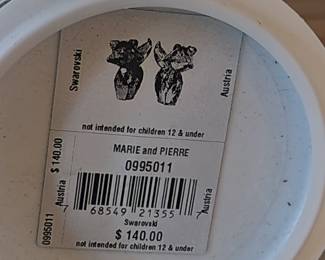 Swarovski
Austria
not intended for children 12 & under
MARIE and PIERRE
0995011
$ 140.00
Austria
0995011
7 68549 21355 7
Austria
Swarovski
$ 140.00
not intended for children 12 & under